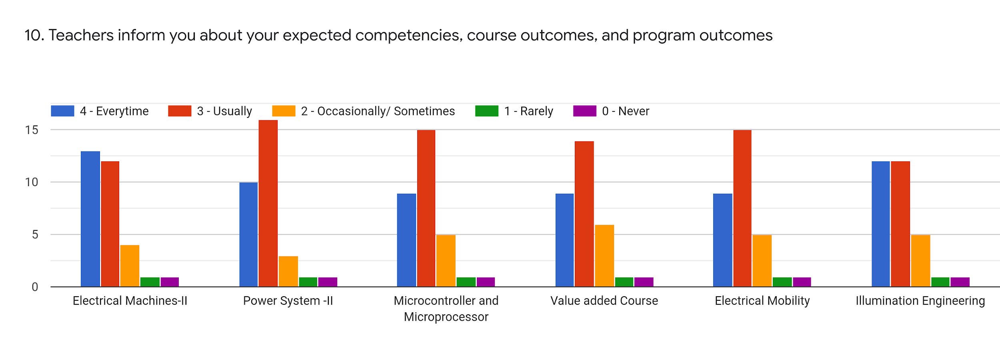 10. Teachers inform you about your expected competencies, course outcomes, and program outcomes
4 - Everytime
3 - Usually
2 - Occasionally/ Sometimes
1 - Rarely
0 - Never
15
10
5
0
Electrical Machines-II
Power System -II
Microcontroller and
Microprocessor
Value added Course
Electrical Mobility
Illumination Engineering